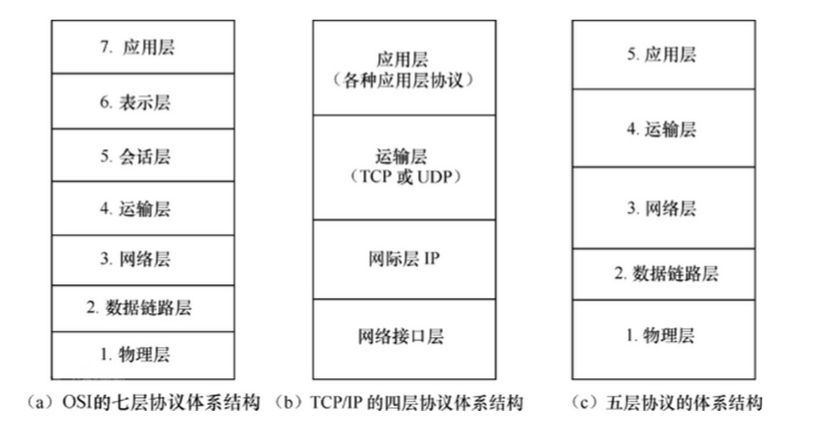 7. 应用层
6. 表示层
5. 会话层
4. 运输层
3. 网络层
2. 数据链路层
1. 物理层
(a) OSI的七层协议体系结构
应用层
(各种应用层协议)
运输层
(TCP 或 UDP)
网际层 IP
网络接口层
(b) TCP/IP 的四层协议体系结构
5. 应用层
4. 运输层
3. 网络层
2. 数据链路层
1. 物理层
(c) 五层协议的体系结构